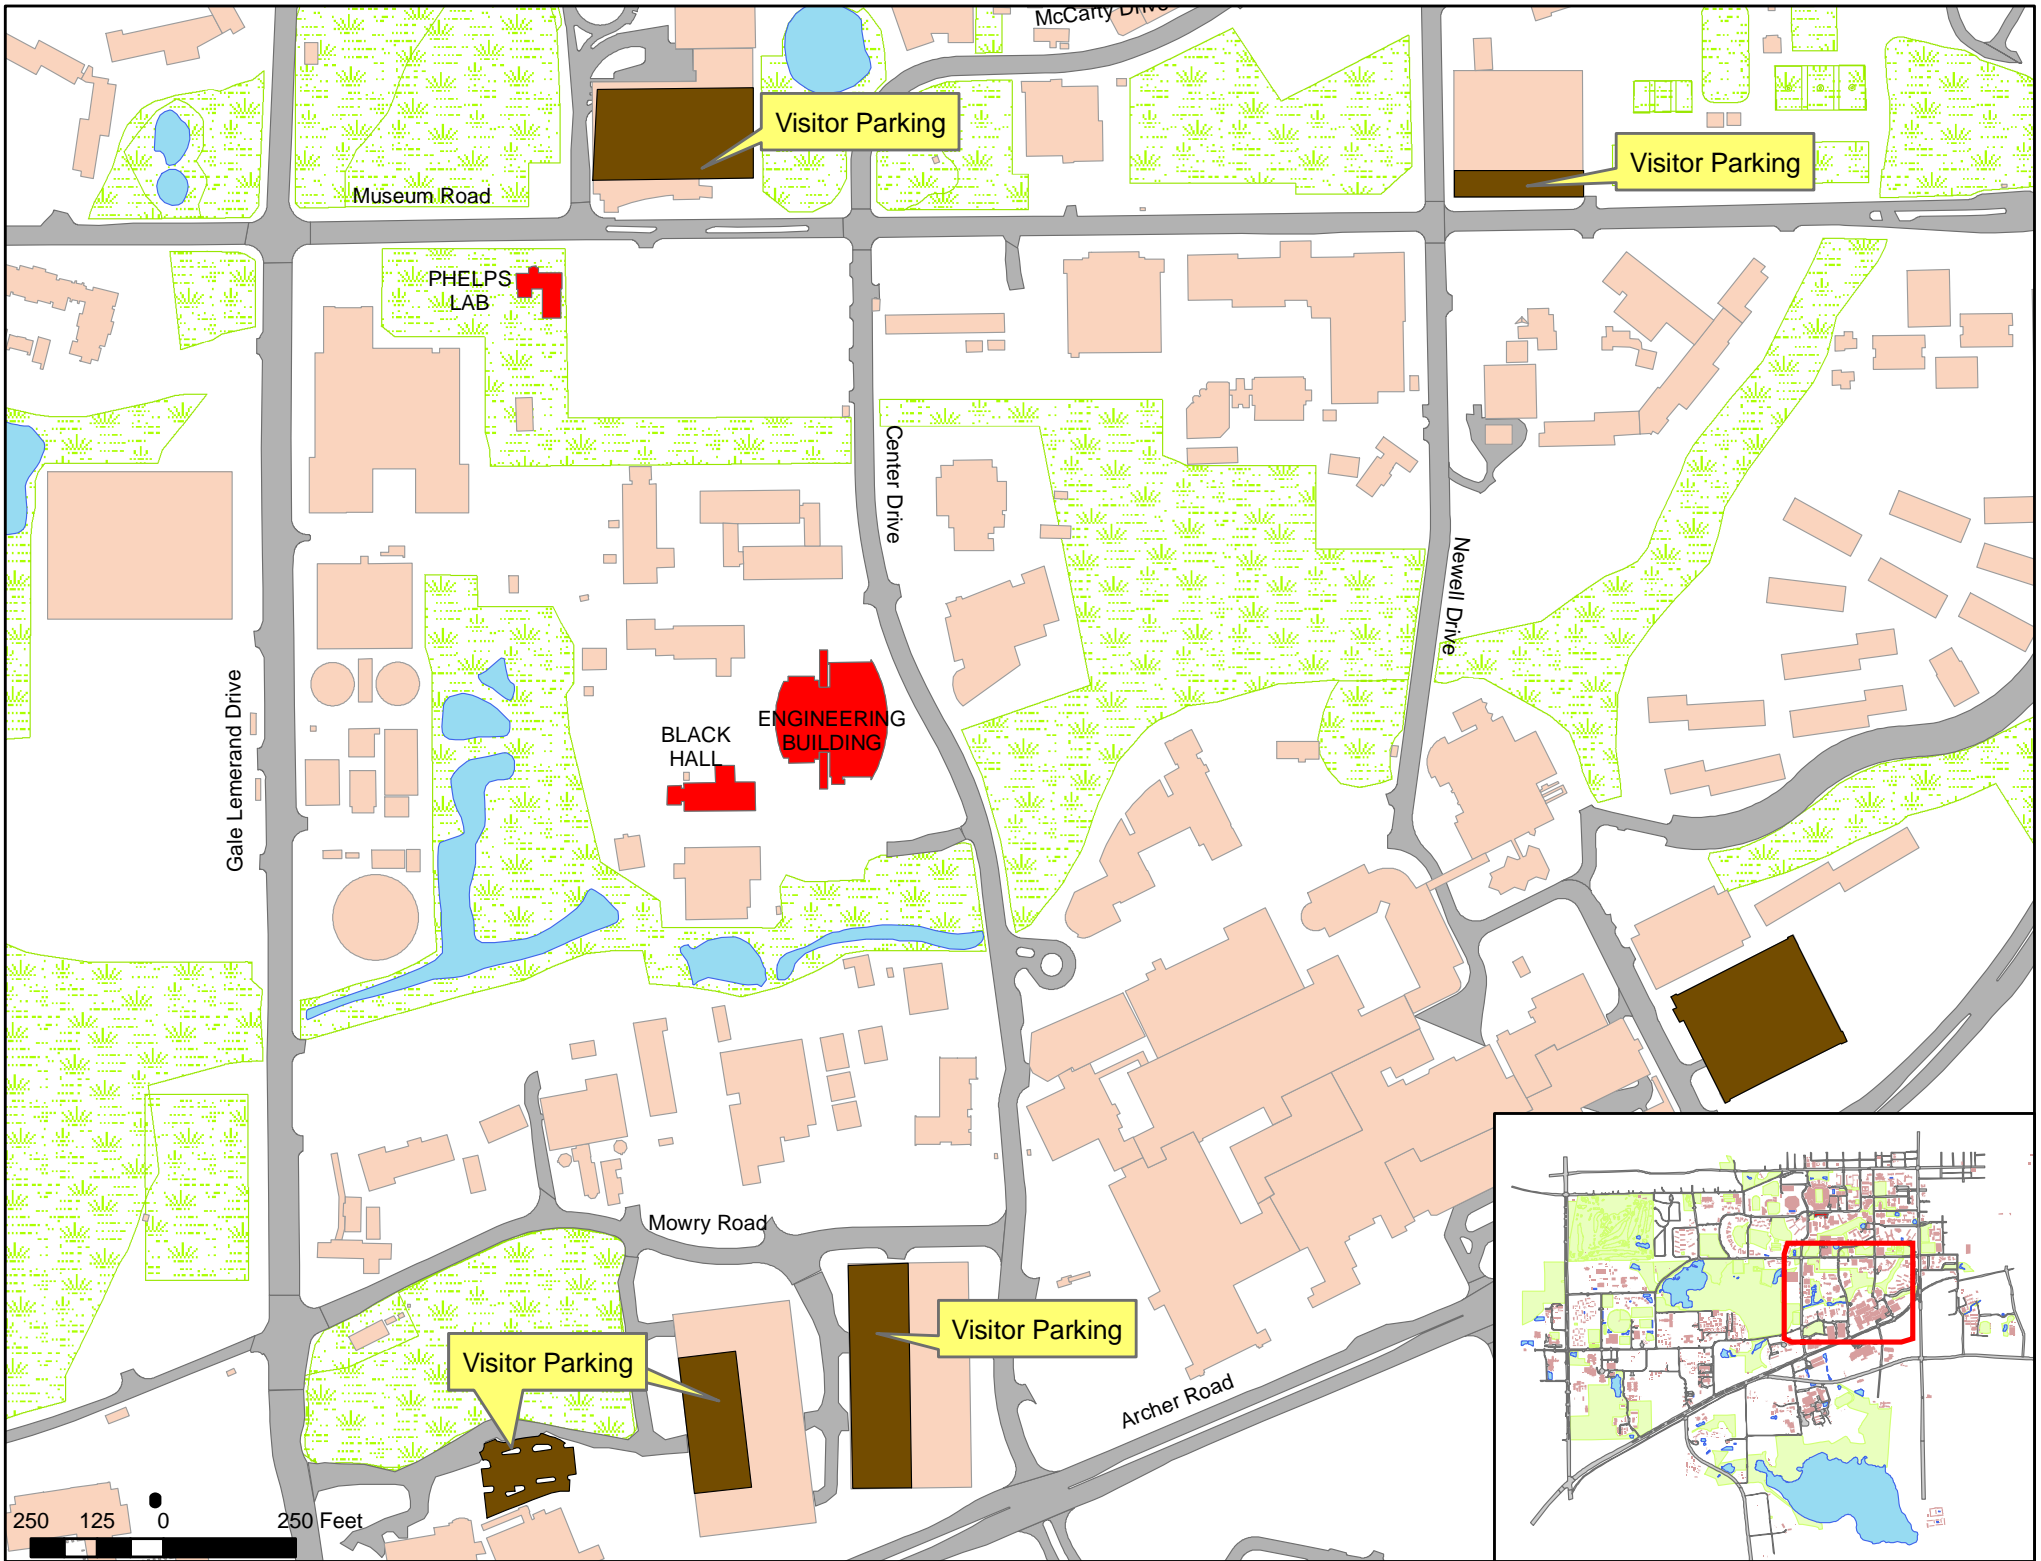 McCarty Drive
Visitor Parking
Visitor Parking
Museum Road
PHELPS
LAB
Center Drive
Newell Drive
Gale Lemerand Drive
ENGINEERING
BUILDING
BLACK
HALL
Mowry Road
Visitor Parking
Visitor Parking
Archer Road
250 125 0 250 Feet